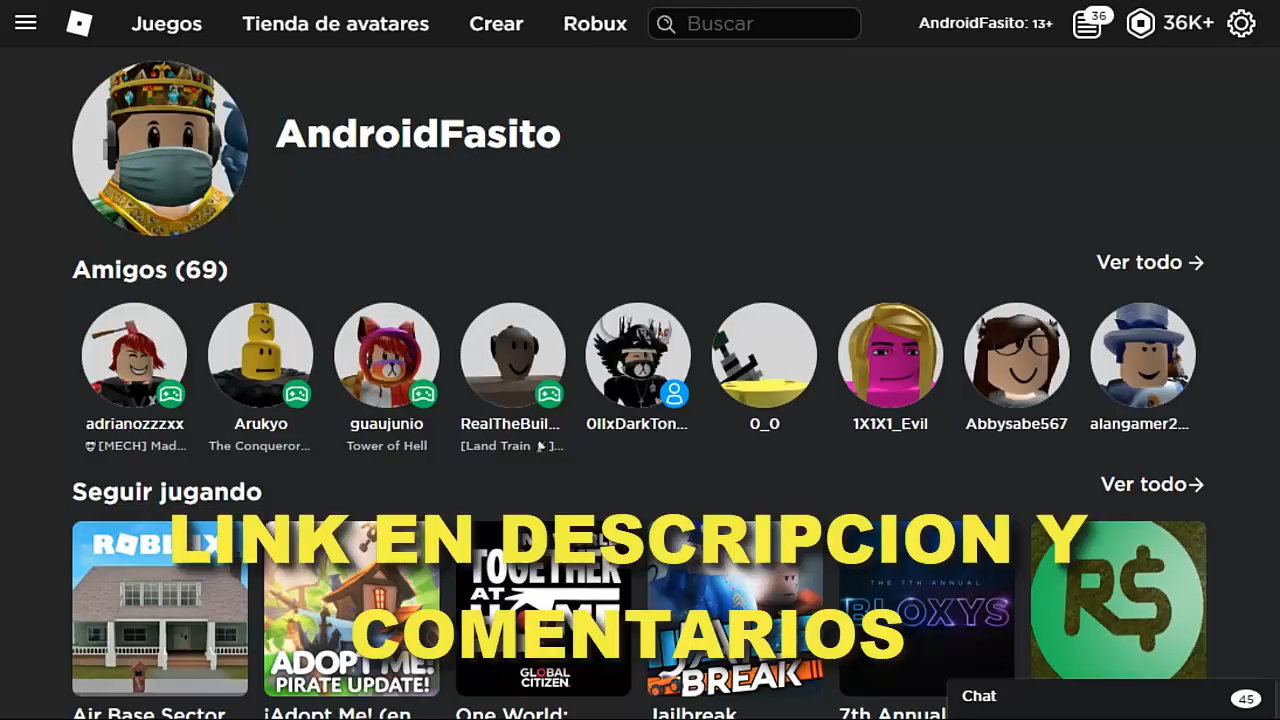 Juegos Tienda de avatares Crear Robux Buscar AndroidFasito: 13+ 36 36K+
AndroidFasito
Amigos (69) Ver todo →
adrianozzzxx Arukyo guaujunio RealTheBuil... 0IIxDarkTon... 0_0 1X1X1_Evil Abbysabe567 alangamer2...
[MECH] Mad... The Conqueror... Tower of Hell [Land Train ]...
Seguir jugando Ver todo→
LINK EN DESCRIPCION Y
COMENTARIOS
ROBLOX
TOGETHER
AT
HOME
GLOBAL
CITIZEN
ADOPT ME!
PIRATE UPDATE!
JAIL
BREAK
THE 7TH ANNUAL
BLOXYS
R$
Air Base Sector ¡Adopt Me! (en One World: Jailbreak 7th Annual
Chat 45